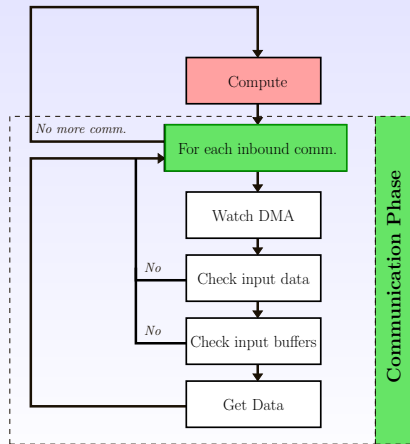 Compute
No more comm.
For each inbound comm.
Watch DMA
No
Check input data
No
Check input buffers
Get Data
Communication Phase